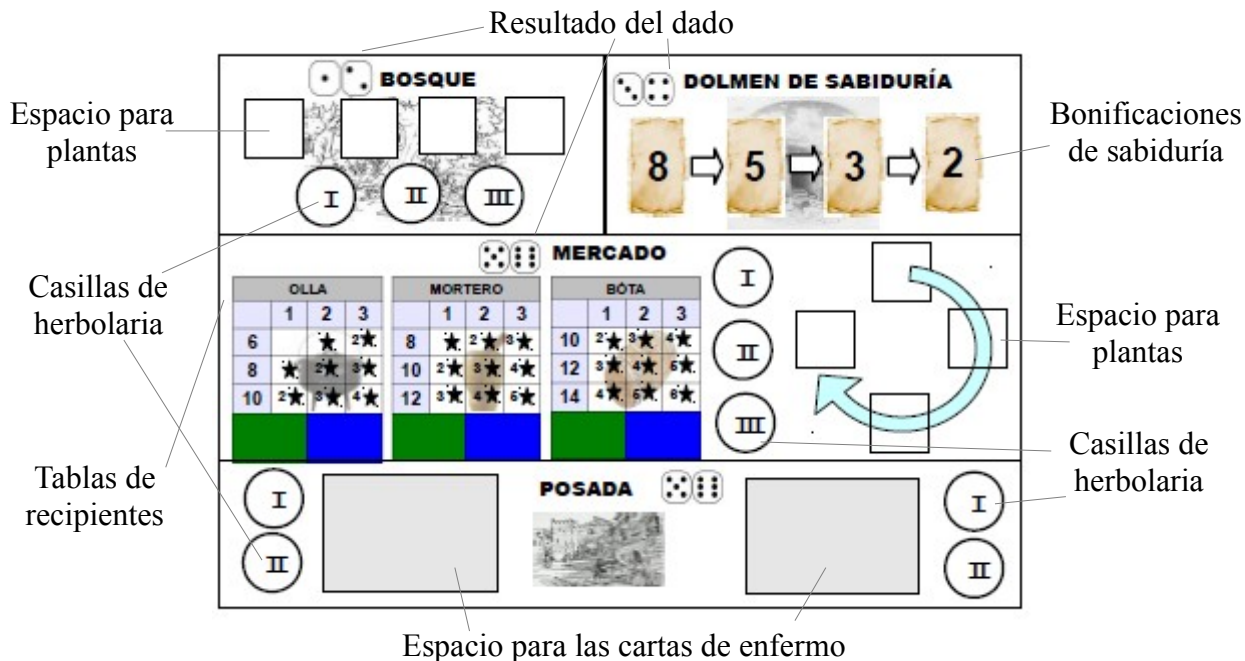 Resultado del dado
BOSQUE
DOLMEN DE SABIDURÍA
Espacio para
plantas
Bonificaciones
de sabiduría
8 5 3 2
I II III
MERCADO
Casillas de
herbolaria
OLLA
1 2 3
6 2
8 2 3
10 2 3 4
MORTERO
1 2 3
8 2 3
10 2 3 4
12 3 4 5
BÓTA
1 2 3
10 2 3 4
12 3 4 5
14 4 5 6
I
II
III
Espacio para
plantas
Tablas de
recipientes
Casillas de
herbolaria
POSADA
I
II
I
II
Espacio para las cartas de enfermo